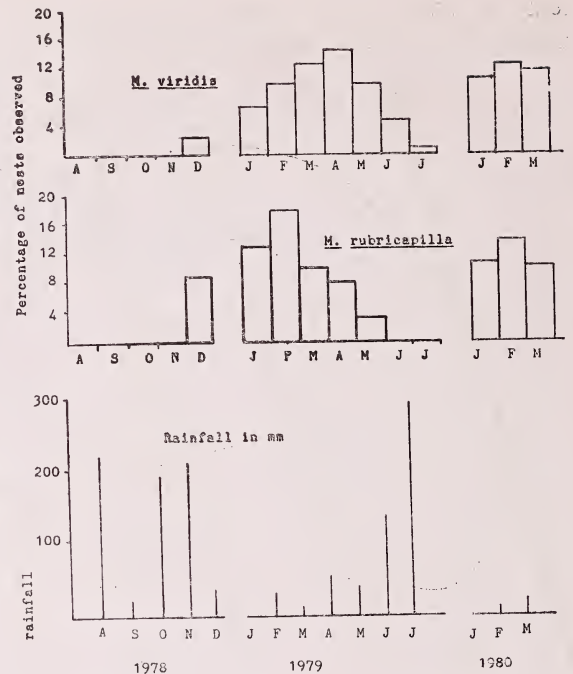 20
16
12
8
4
M. viridis
A S O N D
J F M A M J J
J F M
Percentage of nests observed
20
16
12
8
4
M. rubricapilla
A S O N D
J F M A M J J
J F M
300
200
100
Rainfall in mm
rainfall
A S O N D
J F M A M J J
J F M
1978
1979
1980